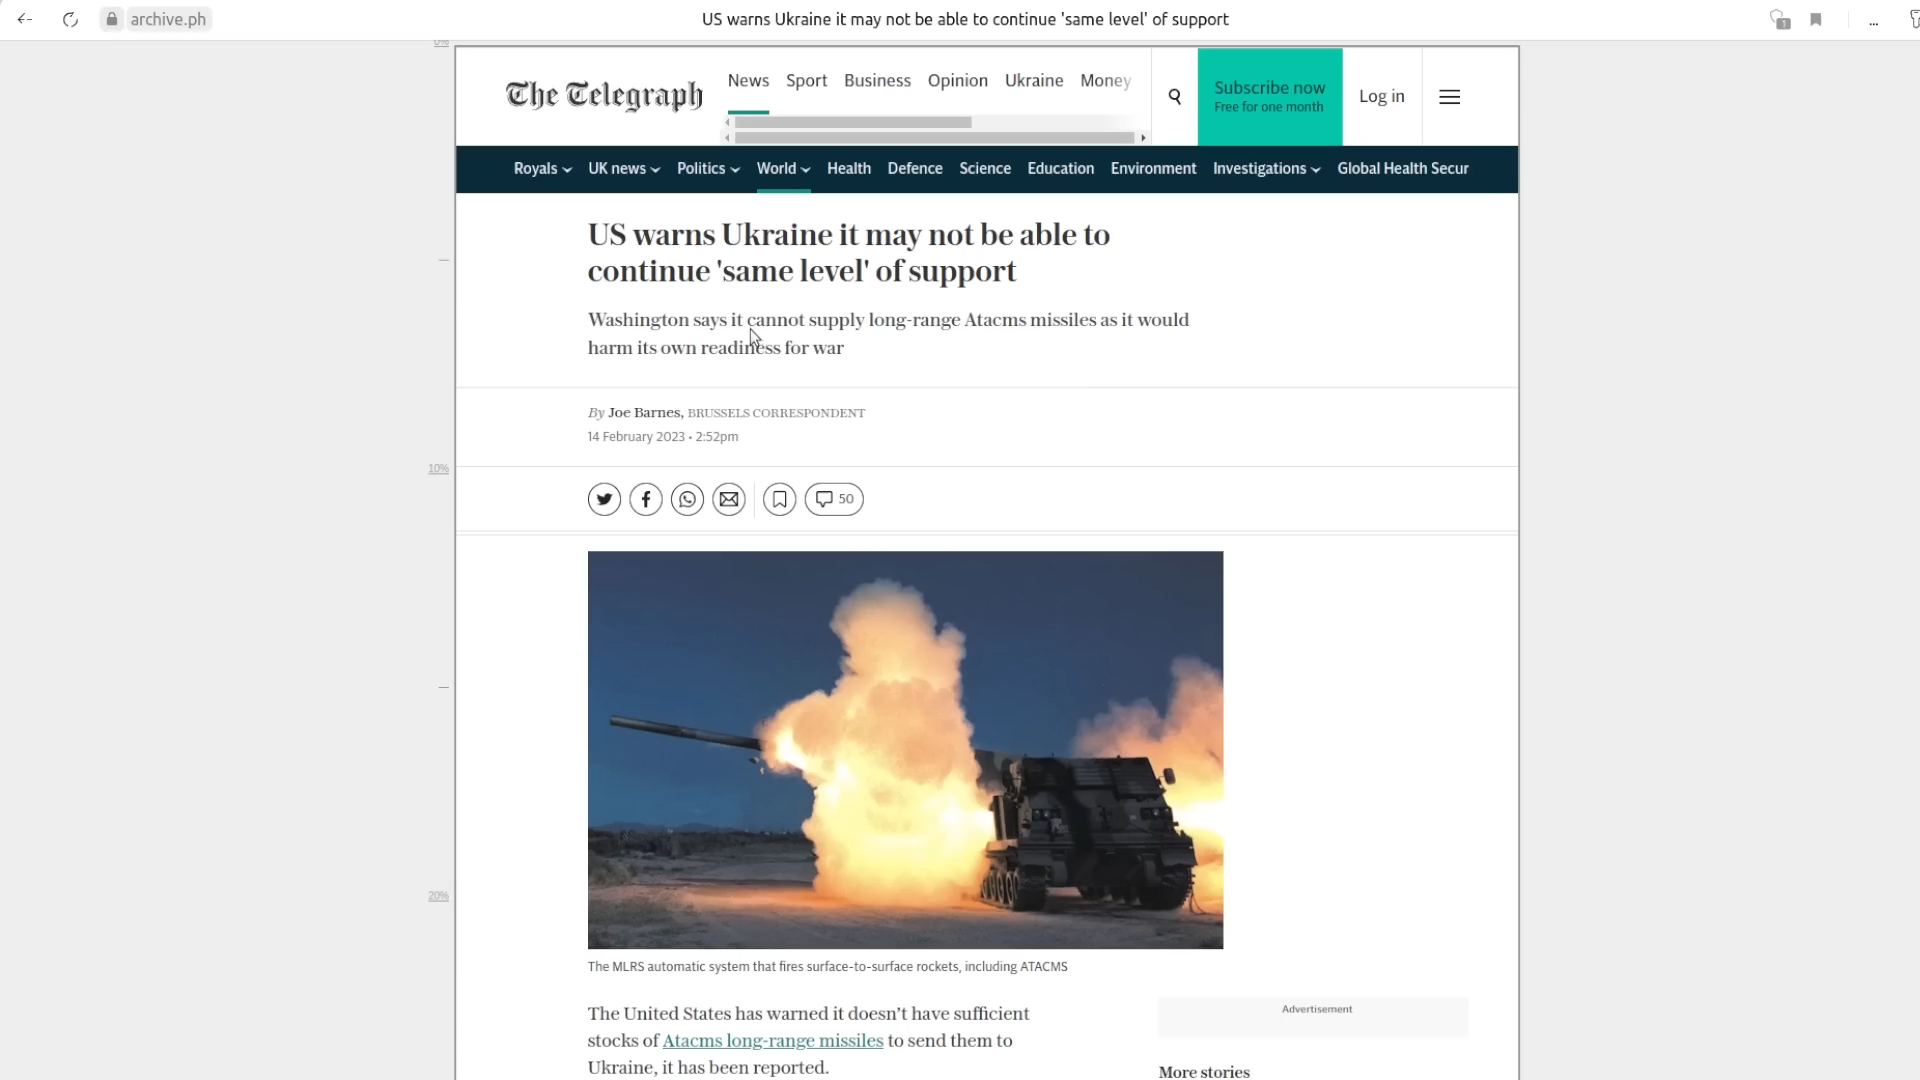 archive.ph
US warns Ukraine it may not be able to continue 'same level' of support
1
...
0%
The Telegraph
News Sport Business Opinion Ukraine Money
Subscribe now
Free for one month
Log in
Royals UK news Politics World Health Defence Science Education Environment Investigations Global Health Secur
US warns Ukraine it may not be able to
continue 'same level' of support
Washington says it cannot supply long-range Atacms missiles as it would
harm its own readiness for war
By Joe Barnes, BRUSSELS CORRESPONDENT
14 February 2023 • 2:52pm
10%
50
20%
The MLRS automatic system that fires surface-to-surface rockets, including ATACMS
The United States has warned it doesn’t have sufficient
stocks of Atacms long-range missiles to send them to
Ukraine, it has been reported.
Advertisement
More stories